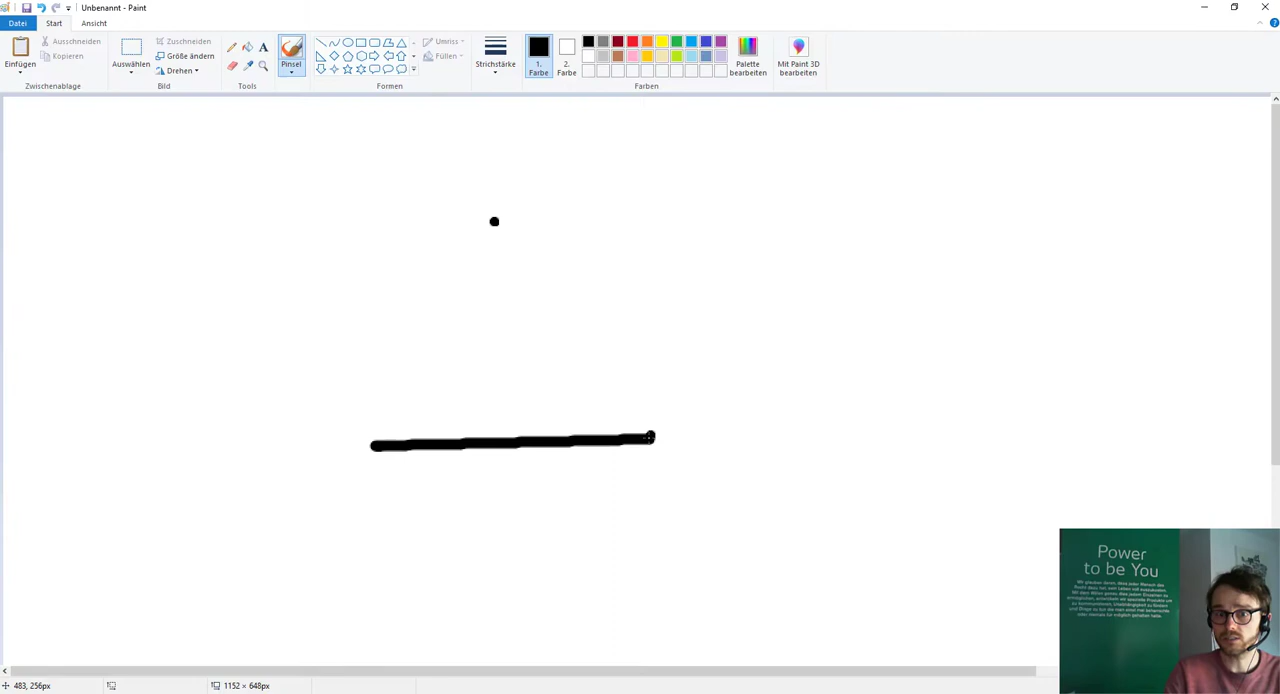 Unbenannt - Paint
Datei Start Ansicht
Einfügen
Ausschneiden
Kopieren
Zwischenablage
Auswählen
Zuschneiden
Größe ändern
Drehen
Bild
Tools
Pinsel
Umriss
Füllen
Formen
Strichstärke
1. Farbe
2. Farbe
Palette bearbeiten
Farben
Mit Paint 3D bearbeiten
Power
to be You
483, 256px
1152 × 648px